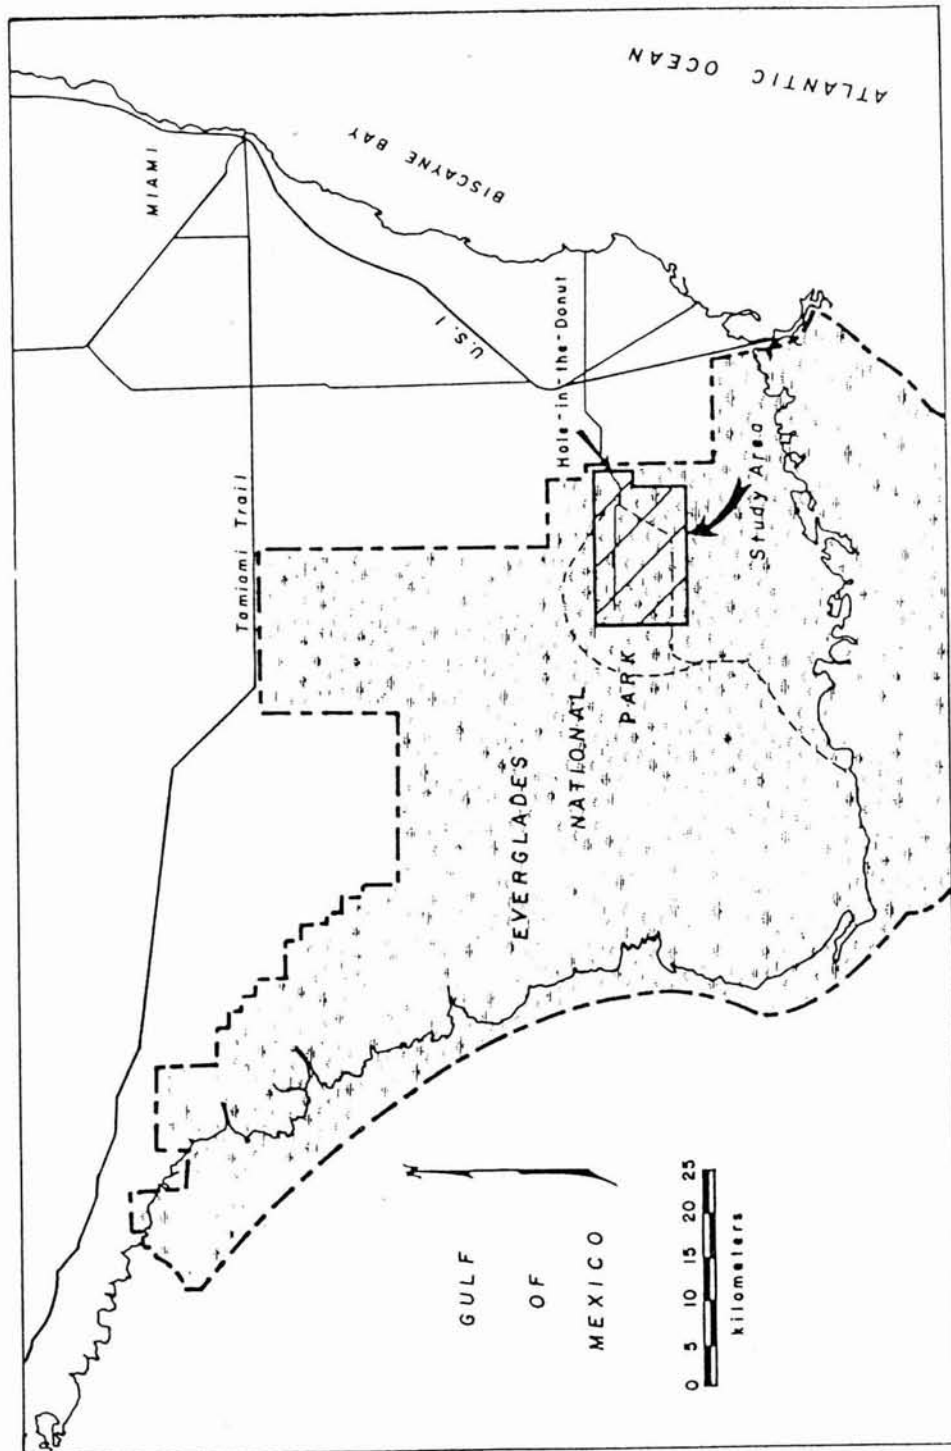 ATLANTIC OCEAN
BISCAYNE BAY
MIAMI
U.S. 1
Tamiami Trail
Hole-in-the-Donut
Study Area
EVERGLADES
NATIONAL
PARK
GULF
OF
MEXICO
0 5 10 15 20 25
kilometers